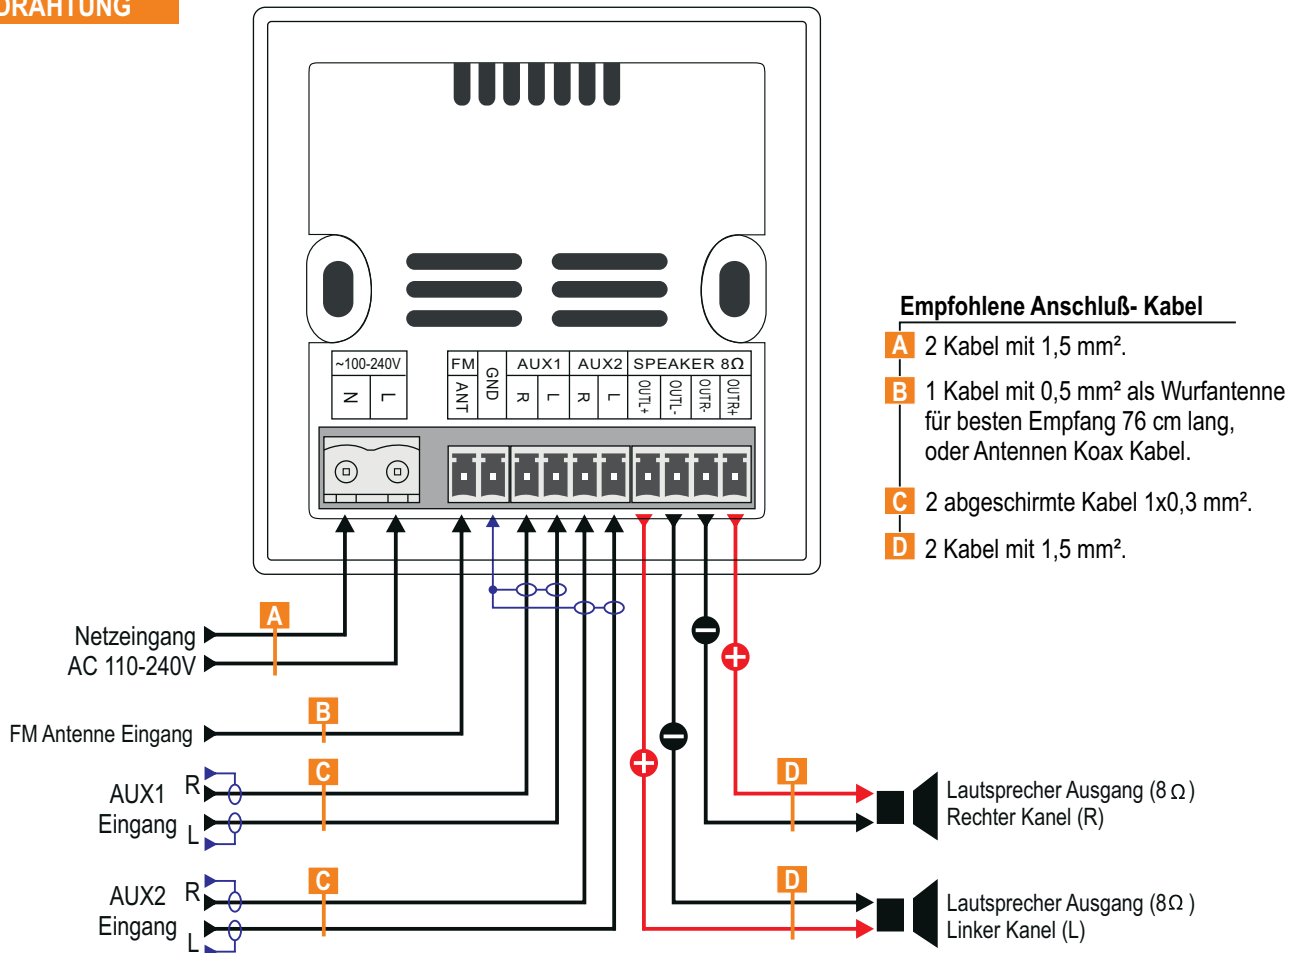 DRAHTUNG
~100-240V
N
L
FM
ANT
GND
AUX1
R
L
AUX2
R
L
SPEAKER 8Ω
OUTL+
OUTL-
OUTR-
OUTR+
Empfohlene Anschluß- Kabel
A 2 Kabel mit 1,5 mm².
B 1 Kabel mit 0,5 mm² als Wurfantenne
für besten Empfang 76 cm lang,
oder Antennen Koax Kabel.
C 2 abgeschirmte Kabel 1x0,3 mm².
D 2 Kabel mit 1,5 mm².
A
Netzeingang
AC 110-240V
B
FM Antenne Eingang
C
AUX1 R
Eingang L
C
AUX2 R
Eingang L
D
Lautsprecher Ausgang (8Ω)
Rechter Kanel (R)
D
Lautsprecher Ausgang (8Ω)
Linker Kanel (L)